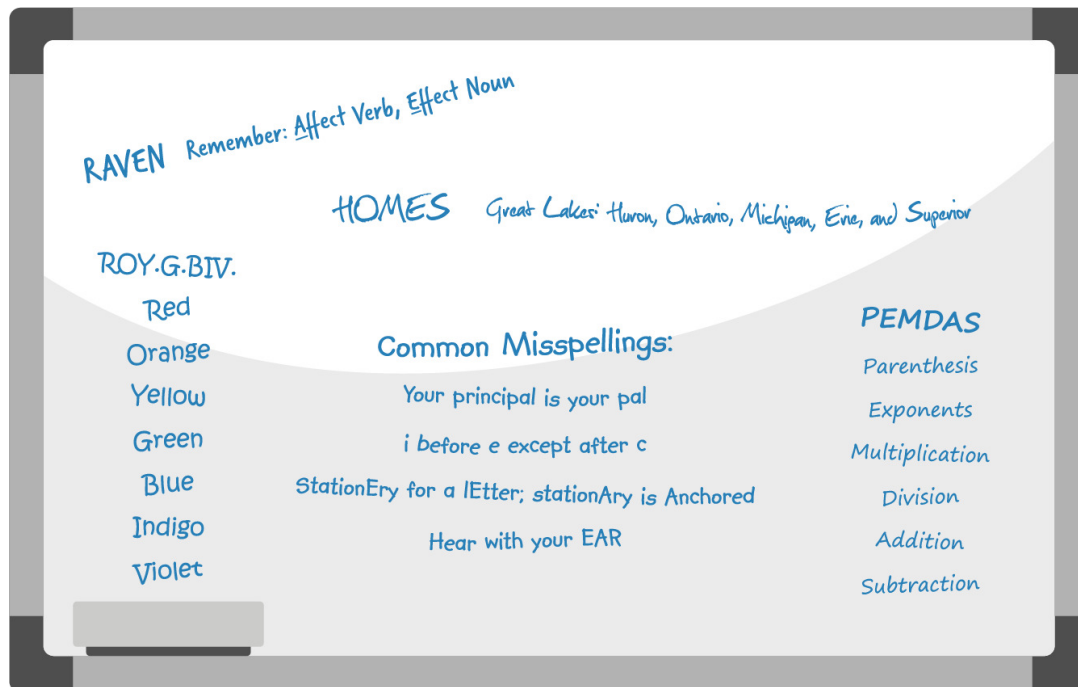 RAVEN Remember: Affect Verb, Effect Noun
HOMES Great Lakes: Huron, Ontario, Michigan, Erie, and Superior
ROY.G.BIV.
Red
Orange
Yellow
Green
Blue
Indigo
Violet
Common Misspellings:
Your principal is your pal
i before e except after c
StationEry for a lEtter; stationAry is Anchored
Hear with your EAR
PEMDAS
Parenthesis
Exponents
Multiplication
Division
Addition
Subtraction